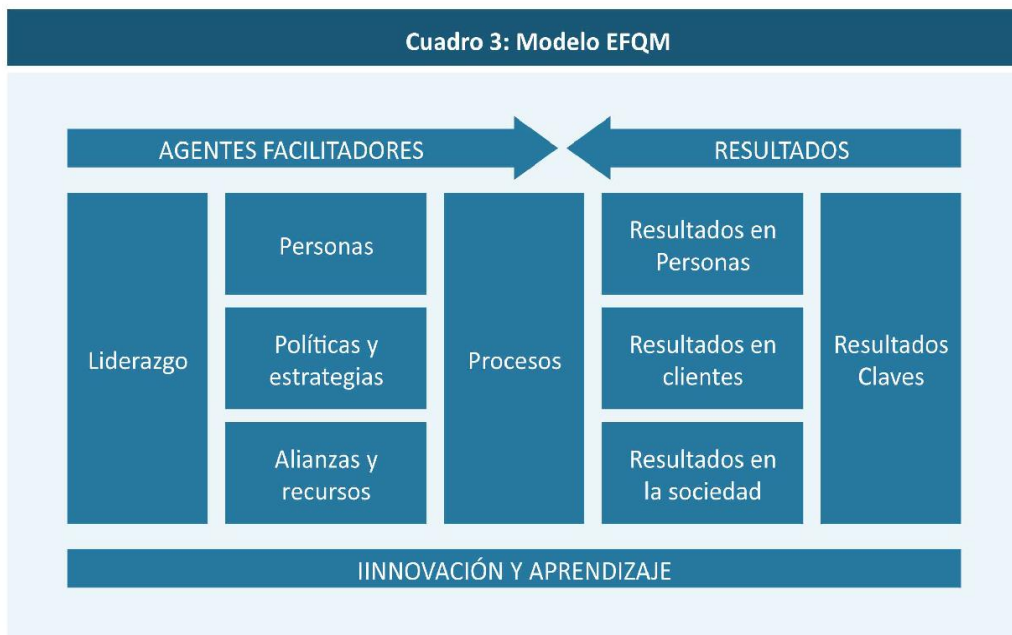 Cuadro 3: Modelo EFQM
AGENTES FACILITADORES
RESULTADOS
Liderazgo
Personas
Políticas y
estrategias
Alianzas y
recursos
Procesos
Resultados en
Personas
Resultados en
clientes
Resultados en
la sociedad
Resultados
Claves
IINNOVACIÓN Y APRENDIZAJE